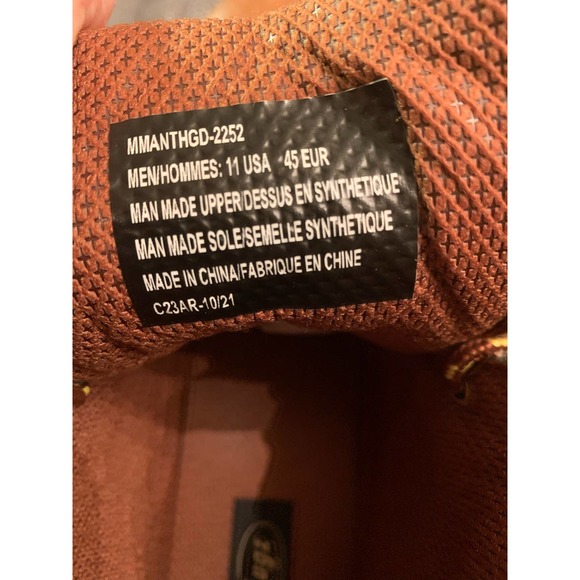 MMANTHGD-2252
MEN/HOMMES: 11 USA 45 EUR
MAN MADE UPPER/DESSUS EN SYNTHETIQUE
MAN MADE SOLE/SEMELLE SYNTHETIQUE
MADE IN CHINA/FABRIQUE EN CHINE
C23AR-10/21